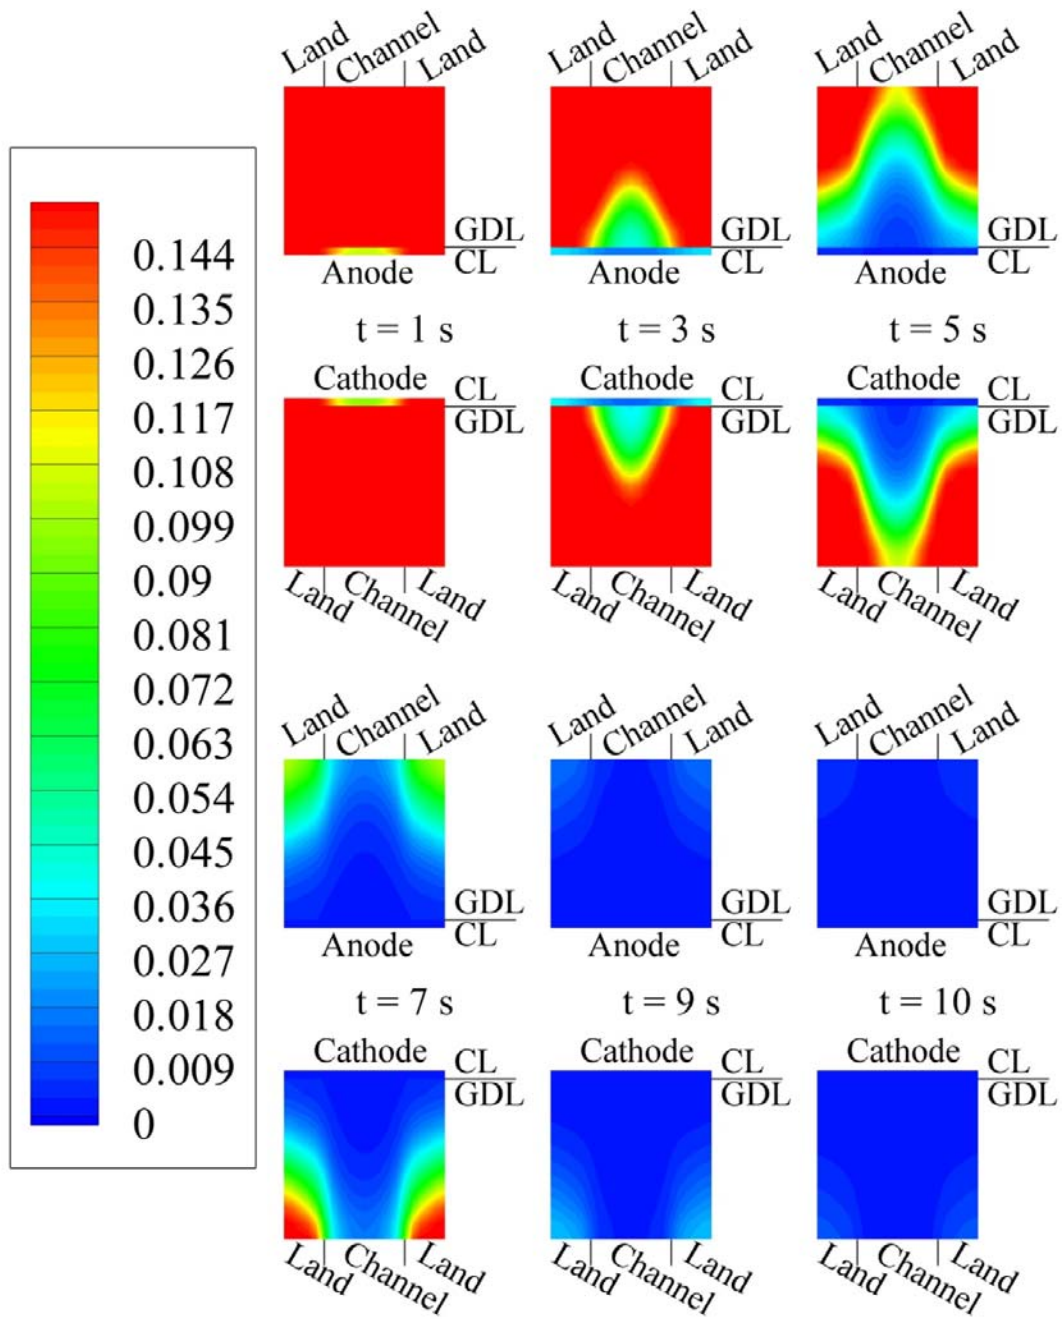 Land Channel Land
Land Channel Land
Land Channel Land
0.144
0.135
0.126
0.117
0.108
0.099
0.09
0.081
0.072
0.063
0.054
0.045
0.036
0.027
0.018
0.009
0
GDL
CL
GDL
CL
GDL
CL
Anode
Anode
Anode
t = 1 s
t = 3 s
t = 5 s
Cathode
Cathode
Cathode
CL
GDL
CL
GDL
CL
GDL
Land Channel Land
Land Channel Land
Land Channel Land
Land Channel Land
Land Channel Land
Land Channel Land
GDL
CL
GDL
CL
GDL
CL
Anode
Anode
Anode
t = 7 s
t = 9 s
t = 10 s
Cathode
Cathode
Cathode
CL
GDL
CL
GDL
CL
GDL
Land Channel Land
Land Channel Land
Land Channel Land